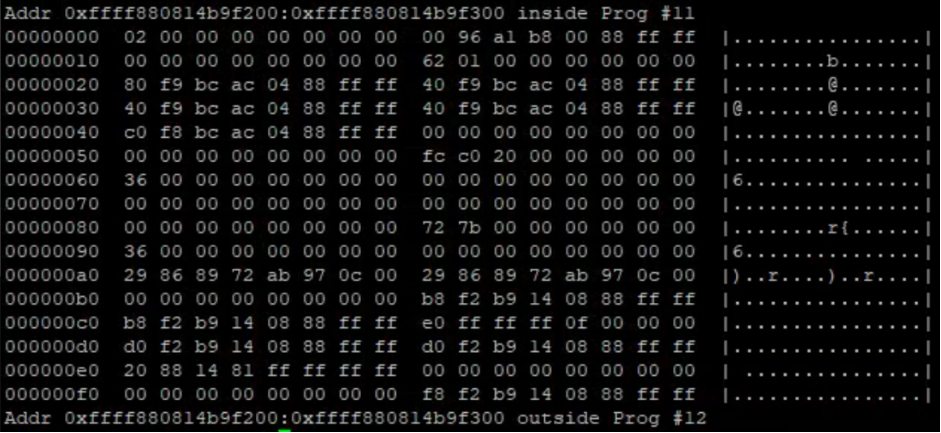 Addr 0xffff880814b9f200:0xffff880814b9f300 inside Prog #11
00000000  02 00 00 00 00 00 00 00  00 96 a1 b8 00 88 ff ff  |................|
00000010  00 00 00 00 00 00 00 00  62 01 00 00 00 00 00 00  |........b.......|
00000020  80 f9 bc ac 04 88 ff ff  40 f9 bc ac 04 88 ff ff  |........@.......|
00000030  40 f9 bc ac 04 88 ff ff  40 f9 bc ac 04 88 ff ff  |@.......@.......|
00000040  c0 f8 bc ac 04 88 ff ff  00 00 00 00 00 00 00 00  |................|
00000050  00 00 00 00 00 00 00 00  fc c0 20 00 00 00 00 00  |.......... .....|
00000060  36 00 00 00 00 00 00 00  00 00 00 00 00 00 00 00  |6...............|
00000070  00 00 00 00 00 00 00 00  00 00 00 00 00 00 00 00  |................|
00000080  00 00 00 00 00 00 00 00  72 7b 00 00 00 00 00 00  |........r{......|
00000090  36 00 00 00 00 00 00 00  00 00 00 00 00 00 00 00  |6...............|
000000a0  29 86 89 72 ab 97 0c 00  29 86 89 72 ab 97 0c 00  |)..r....)..r....|
000000b0  00 00 00 00 00 00 00 00  b8 f2 b9 14 08 88 ff ff  |................|
000000c0  b8 f2 b9 14 08 88 ff ff  e0 ff ff ff 0f 00 00 00  |................|
000000d0  d0 f2 b9 14 08 88 ff ff  d0 f2 b9 14 08 88 ff ff  |................|
000000e0  20 88 14 81 ff ff ff ff  00 00 00 00 00 00 00 00  | ...............|
000000f0  00 00 00 00 00 00 00 00  f8 f2 b9 14 08 88 ff ff  |................|
Addr 0xffff880814b9f200:0xffff880814b9f300 outside Prog #12